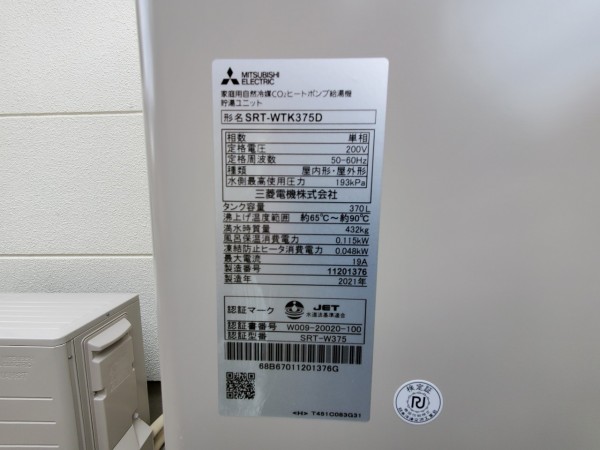 MITSUBISHI
ELECTRIC
家庭用自然冷媒CO₂ヒートポンプ給湯機
貯湯ユニット
形名 SRT-WTK375D
相数 単相
定格電圧 200V
定格周波数 50-60Hz
種類 屋内形・屋外形
水側最高使用圧力 193kPa
三菱電機株式会社
タンク容量 370L
湯上げ温度範囲 約65℃～約90℃
満水時質量 432kg
風呂保温消費電力 0.115kW
凍結防止ヒータ消費電力 0.048kW
最大電流 19A
製造番号 11201376
製造年 2021年
認証マーク JET
認証書番号 W009-20020-100
認証型番 SRT-W375
68B67011201376G
<H> T451C083G31
検定証